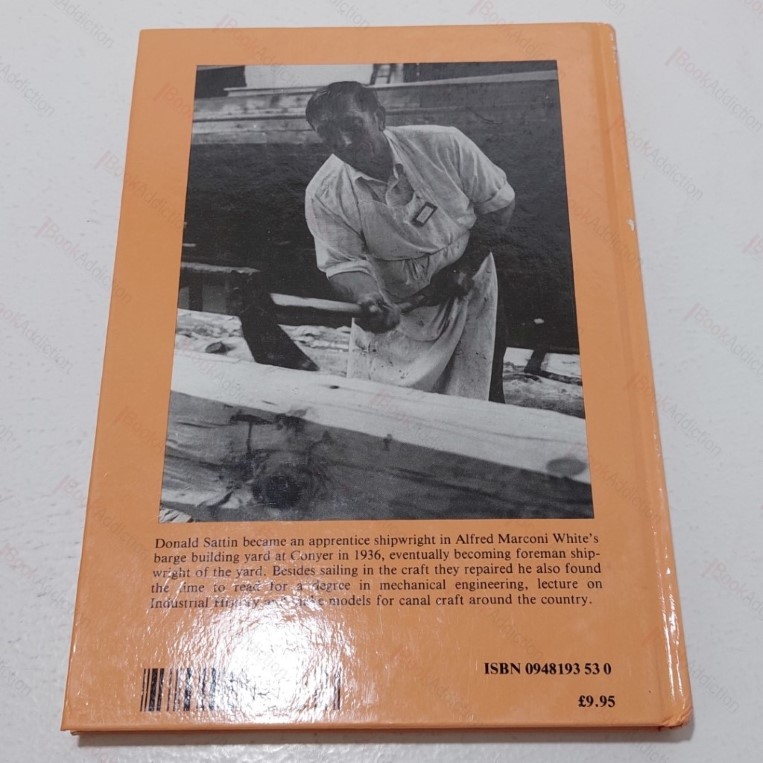 Donald Sattin became an apprentice shipwright in Alfred Marconi White's
barge building yard at Conyer in 1936, eventually becoming foreman ship-
wright of the yard. Besides sailing in the craft they repaired he also found
the time to read for a degree in mechanical engineering, lecture on
Industrial History models for canal craft around the country.
ISBN 0948193 53 0
£9.95
BookAddiction